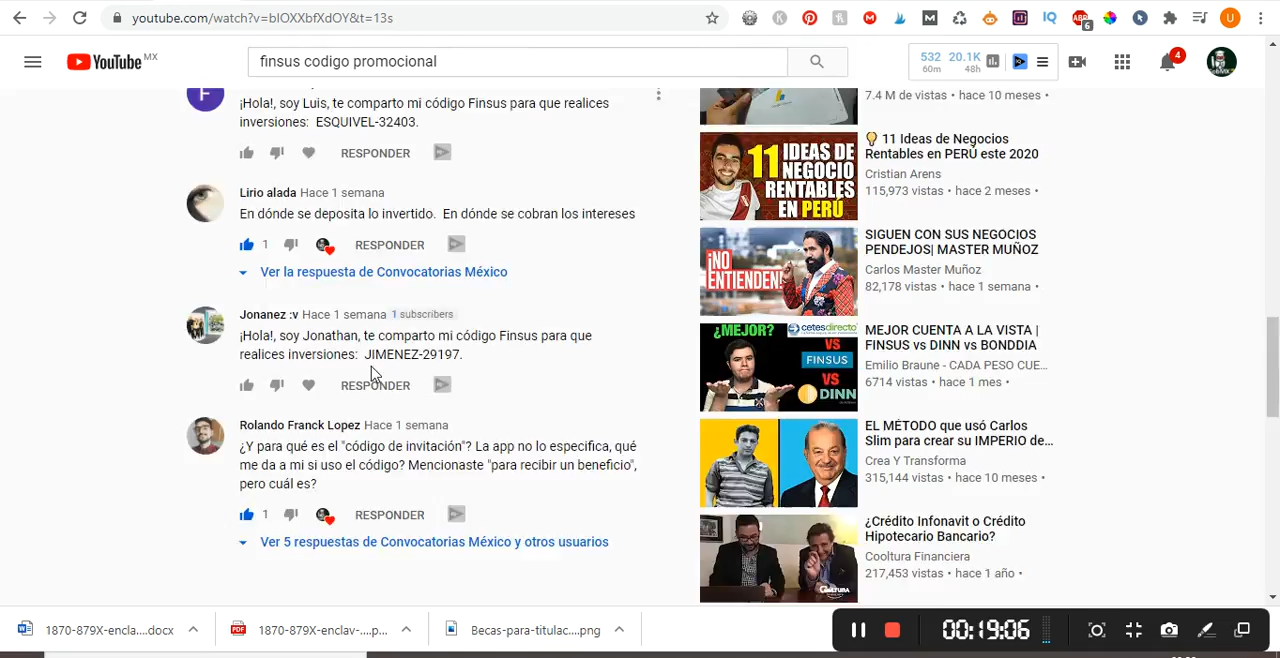 youtube.com/watch?v=bIOXXbfXdOY&t=13s
6
U
YouTube MX
finsus codigo promocional
532 20.1K
60m 48h
4
¡Hola!, soy Luis, te comparto mi código Finsus para que realices
inversiones: ESQUIVEL-32403.
RESPONDER
Lirio alada Hace 1 semana
En dónde se deposita lo invertido. En dónde se cobran los intereses
1 RESPONDER
Ver la respuesta de Convocatorias México
Jonanez :v Hace 1 semana 1 subscribers
¡Hola!, soy Jonathan, te comparto mi código Finsus para que
realices inversiones: JIMENEZ-29197.
RESPONDER
Rolando Franck Lopez Hace 1 semana
¿Y para qué es el "código de invitación"? La app no lo especifica, qué
me da a mi si uso el código? Mencionaste "para recibir un beneficio",
pero cuál es?
1 RESPONDER
Ver 5 respuestas de Convocatorias México y otros usuarios
7.4 M de vistas • hace 10 meses •
11 IDEAS DE
NEGOCIO
RENTABLES
EN PERÚ
11 Ideas de Negocios
Rentables en PERÚ este 2020
Cristian Arens
115,973 vistas • hace 2 meses •
¡NO
ENTIENDEN!
SIGUEN CON SUS NEGOCIOS
PENDEJOS| MASTER MUÑOZ
Carlos Master Muñoz
82,178 vistas • hace 1 semana •
¿MEJOR?
cetesdirecto
VS
FINSUS
VS
DINN
MEJOR CUENTA A LA VISTA |
FINSUS vs DINN vs BONDDIA
Emilio Braune - CADA PESO CUE...
6714 vistas • hace 1 mes •
EL MÉTODO que usó Carlos
Slim para crear su IMPERIO de...
Crea Y Transforma
315,144 vistas • hace 10 meses •
¿Crédito Infonavit o Crédito
Hipotecario Bancario?
Cooltura Financiera
217,453 vistas • hace 1 año •
1870-879X-encla....docx
PDF
1870-879X-enclav-....p...
Becas-para-titulac....png
00:19:06